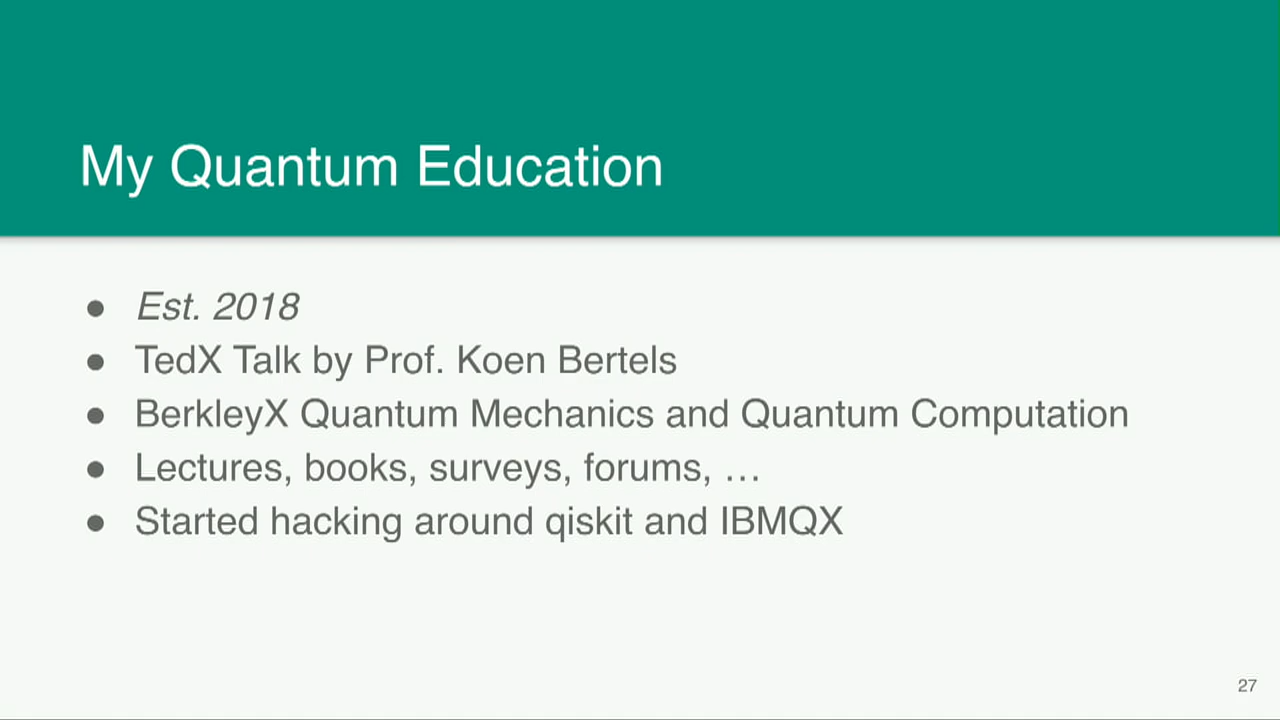 My Quantum Education
● Est. 2018
● TedX Talk by Prof. Koen Bertels
● BerkleyX Quantum Mechanics and Quantum Computation
● Lectures, books, surveys, forums, …
● Started hacking around qiskit and IBMQX
27